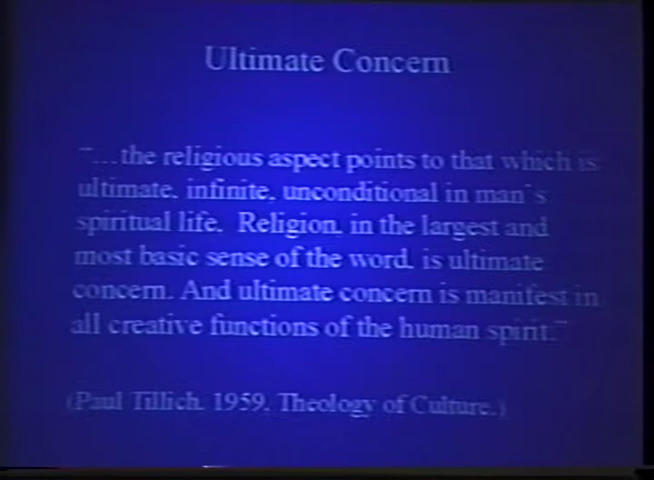 Ultimate Concern
"...the religious aspect points to that which is
ultimate, infinite, unconditional in man's
spiritual life. Religion, in the largest and
most basic sense of the word, is ultimate
concern. And ultimate concern is manifest in
all creative functions of the human spirit."
(Paul Tillich, 1959, Theology of Culture.)